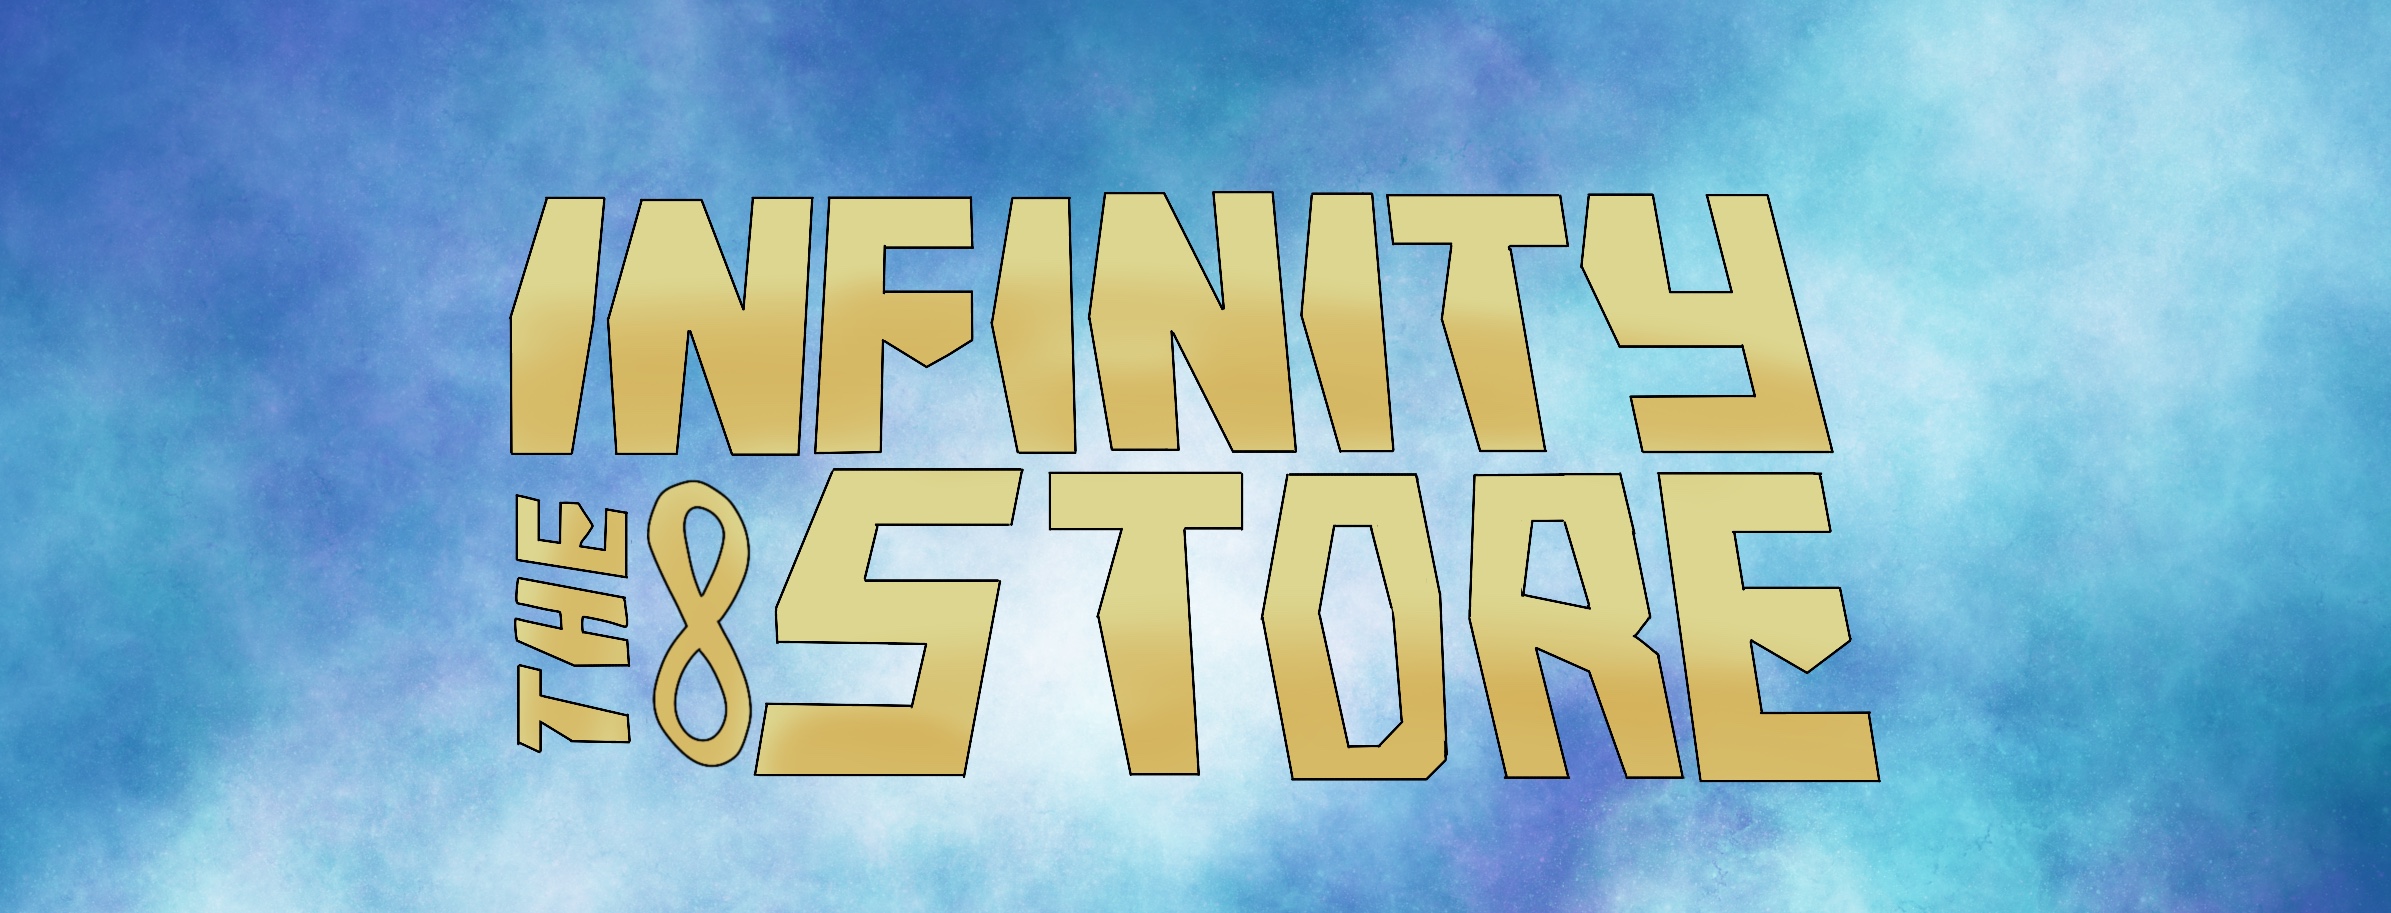 THE
INFINITY
∞ STORE